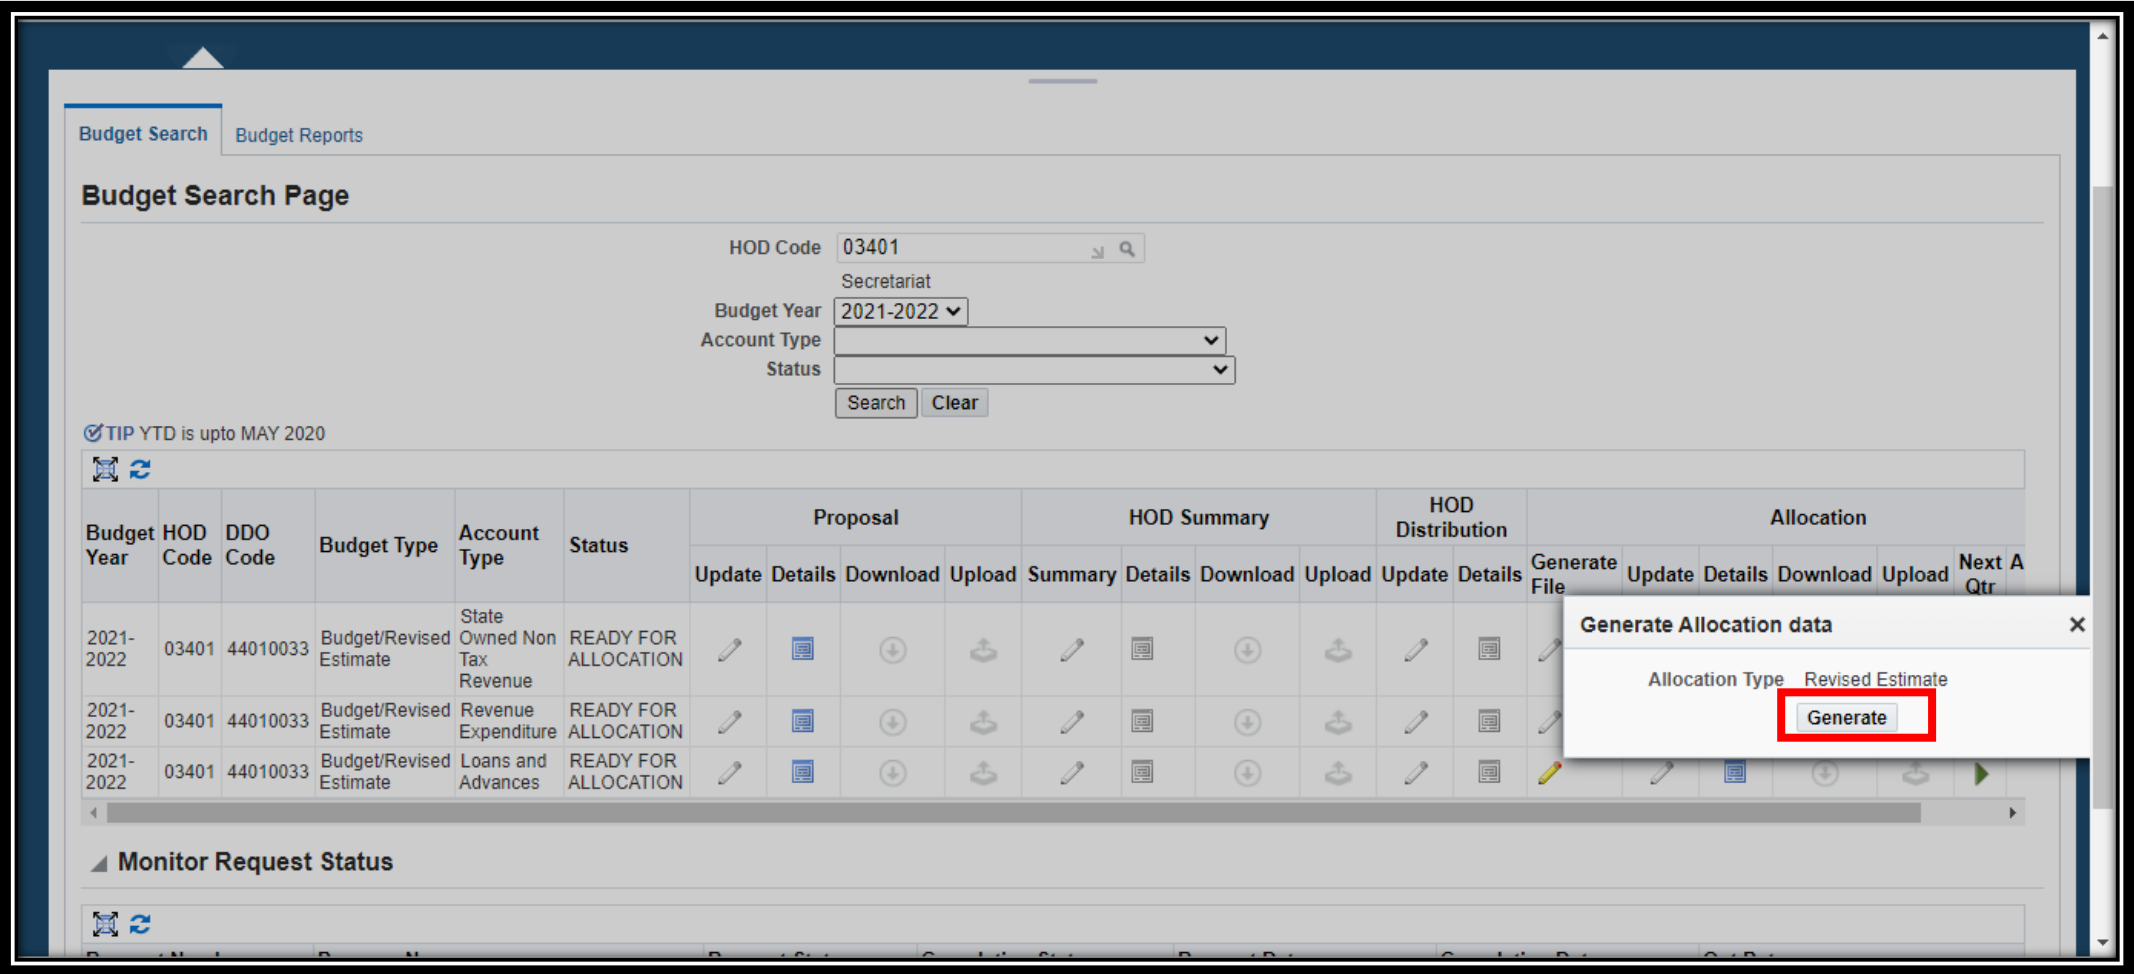 Budget Search
Budget Reports
Budget Search Page
HOD Code 03401
Secretariat
Budget Year 2021-2022
Account Type
Status
Search Clear
TIP YTD is upto MAY 2020
Proposal HOD Summary HOD Distribution Allocation
Budget Year HOD Code DDO Code Budget Type Account Type Status Update Details Download Upload Summary Details Download Upload Update Details Generate File Update Details Download Upload Next Qtr A
2021-2022 03401 44010033 Budget/Revised Estimate State Owned Non Tax Revenue READY FOR ALLOCATION
2021-2022 03401 44010033 Budget/Revised Estimate Revenue Expenditure READY FOR ALLOCATION
2021-2022 03401 44010033 Budget/Revised Estimate Loans and Advances READY FOR ALLOCATION
Generate Allocation data
Allocation Type Revised Estimate
Generate
Monitor Request Status